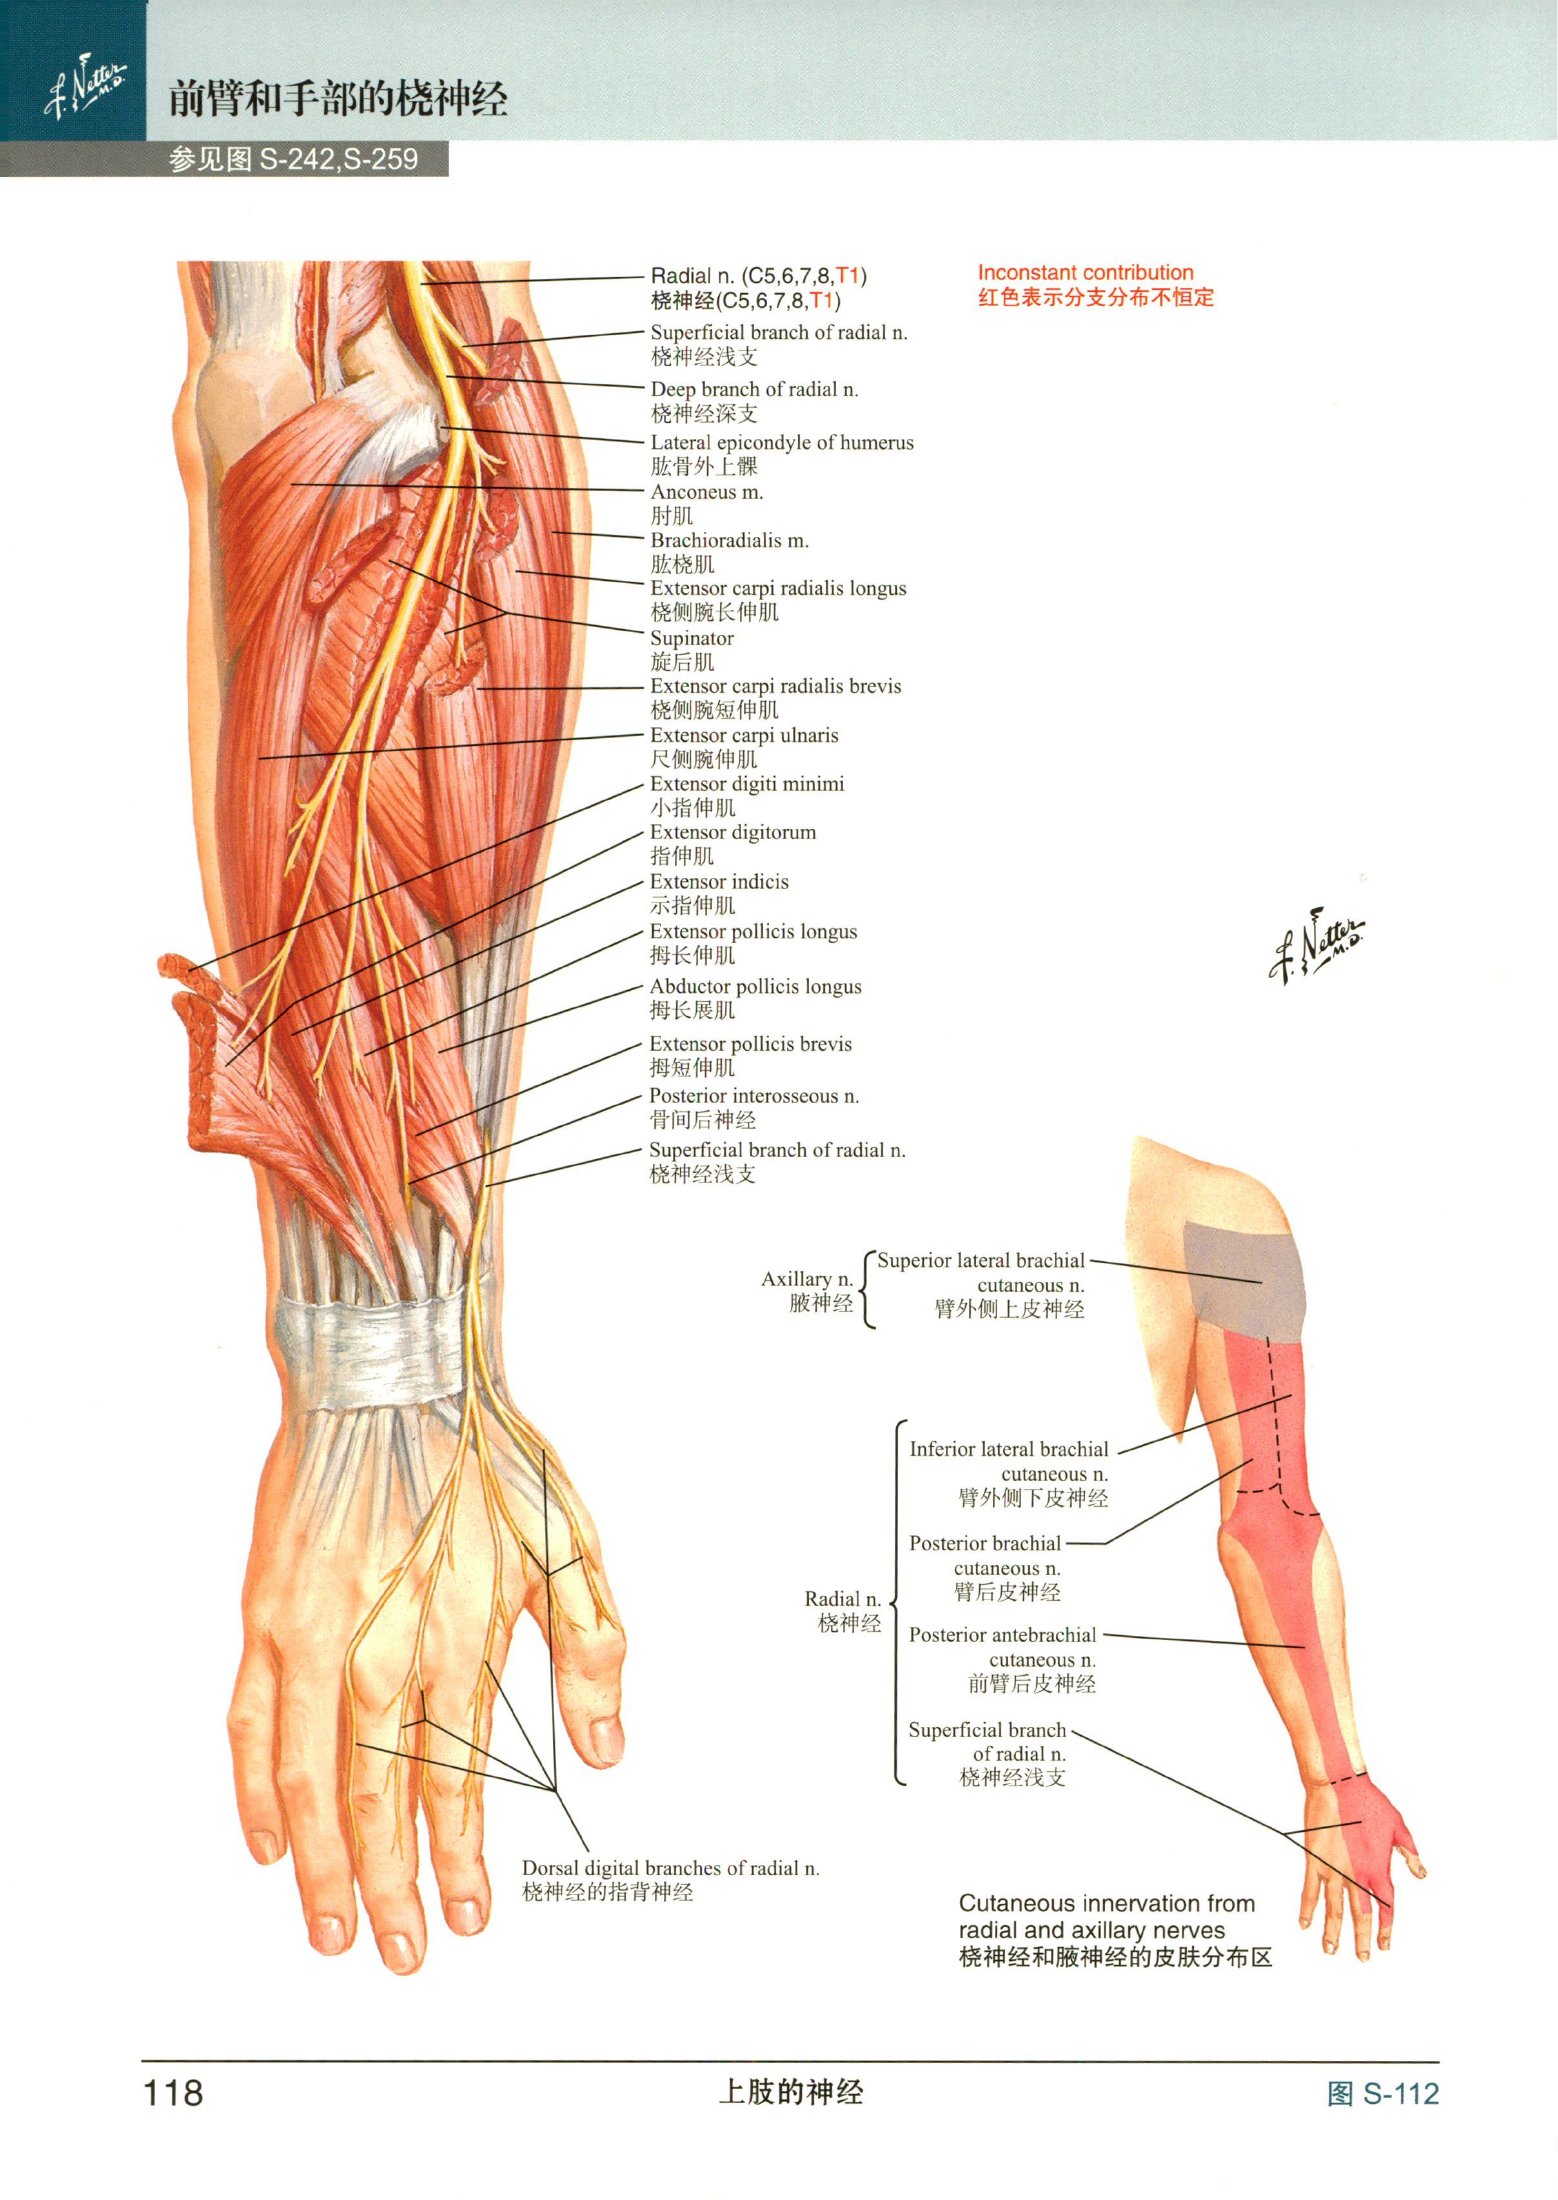 F. Netter M.D.
前臂和手部的桡神经
参见图 S-242,S-259
Radial n. (C5,6,7,8,T1)
桡神经(C5,6,7,8,T1)
Inconstant contribution
红色表示分支分布不恒定
Superficial branch of radial n.
桡神经浅支
Deep branch of radial n.
桡神经深支
Lateral epicondyle of humerus
肱骨外上髁
Anconeus m.
肘肌
Brachioradialis m.
肱桡肌
Extensor carpi radialis longus
桡侧腕长伸肌
Supinator
旋后肌
Extensor carpi radialis brevis
桡侧腕短伸肌
Extensor carpi ulnaris
尺侧腕伸肌
Extensor digiti minimi
小指伸肌
Extensor digitorum
指伸肌
Extensor indicis
示指伸肌
Extensor pollicis longus
拇长伸肌
Abductor pollicis longus
拇长展肌
Extensor pollicis brevis
拇短伸肌
Posterior interosseous n.
骨间后神经
Superficial branch of radial n.
桡神经浅支
F. Netter M.D.
Axillary n.
腋神经
Superior lateral brachial
cutaneous n.
臂外侧上皮神经
Radial n.
桡神经
Inferior lateral brachial
cutaneous n.
臂外侧下皮神经
Posterior brachial
cutaneous n.
臂后皮神经
Posterior antebrachial
cutaneous n.
前臂后皮神经
Superficial branch
of radial n.
桡神经浅支
Dorsal digital branches of radial n.
桡神经的指背神经
Cutaneous innervation from
radial and axillary nerves
桡神经和腋神经的皮肤分布区
118
上肢的神经
图 S-112